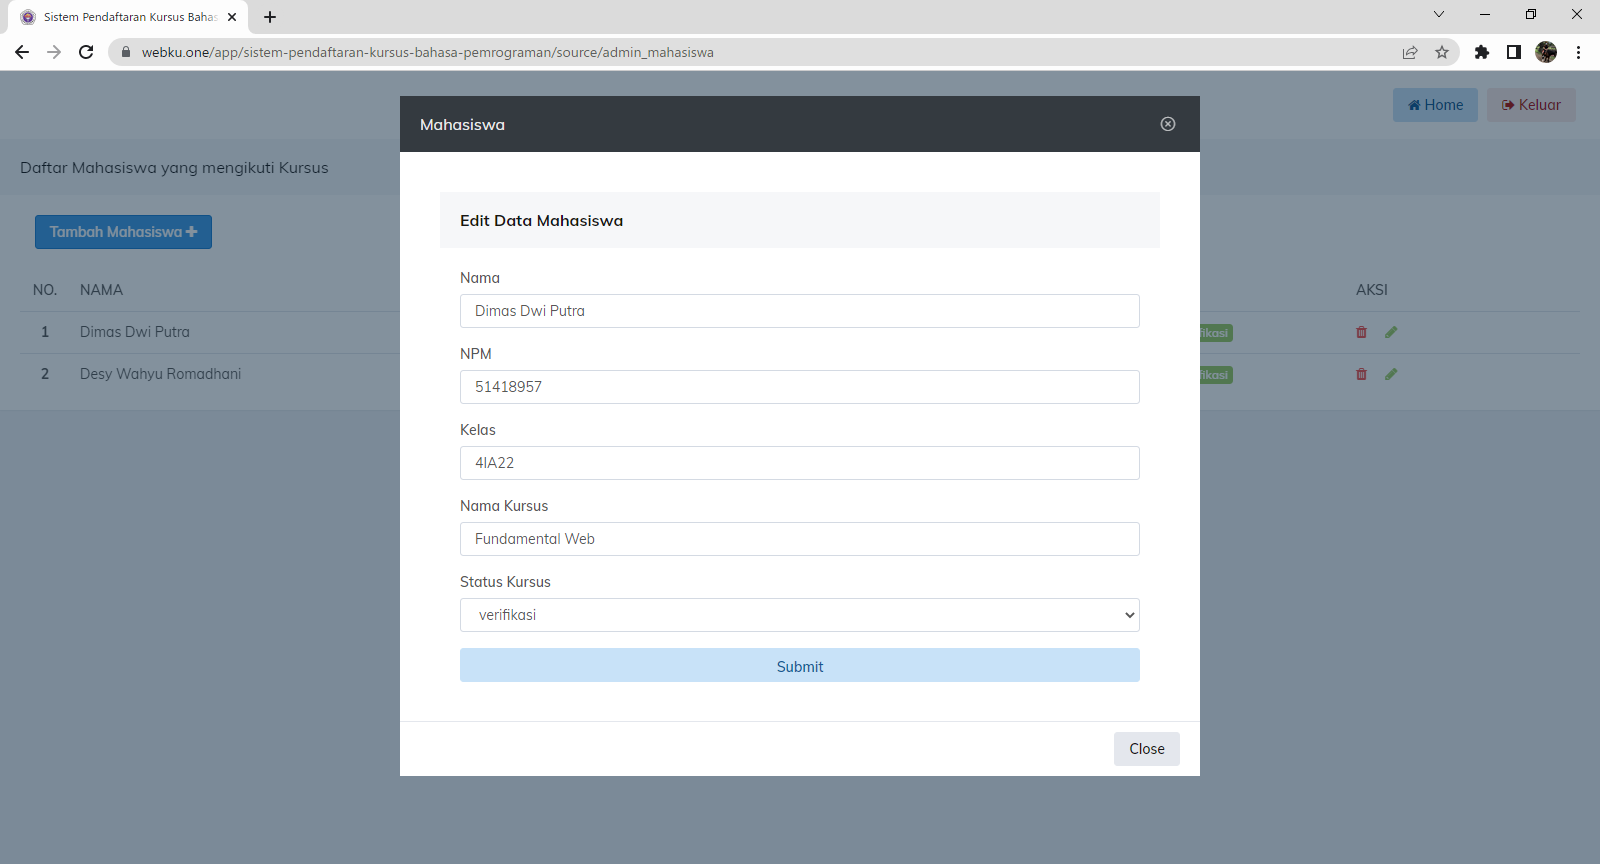 Sistem Pendaftaran Kursus Bahas
webku.one/app/sistem-pendaftaran-kursus-bahasa-pemrograman/source/admin_mahasiswa
Home
Keluar
Mahasiswa
Daftar Mahasiswa yang mengikuti Kursus
Edit Data Mahasiswa
Tambah Mahasiswa
Nama
NO. NAMA AKSI
Dimas Dwi Putra
1 Dimas Dwi Putra fikasi
NPM
2 Desy Wahyu Romadhani fikasi
51418957
Kelas
4IA22
Nama Kursus
Fundamental Web
Status Kursus
verifikasi
Submit
Close